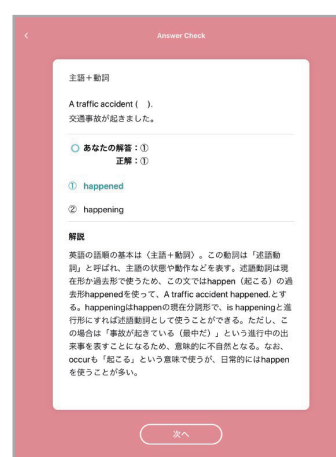 Answer Check
主語＋動詞
A traffic accident (　).
交通事故が起きました。
あなたの解答：①
正解：①
① happened
② happening
解説
英語の語順の基本は〈主語＋動詞〉。この動詞は「述語動
詞」と呼ばれ、主語の状態や動作などを表す。述語動詞は現
在形か過去形で使うため、この文ではhappen（起こる）の過
去形happenedを使って、A traffic accident happened.とす
る。happeningはhappenの現在分詞形で、is happeningと進
行形にすれば述語動詞として使うことができる。ただし、こ
の場合は「事故が起きている（最中だ）」という進行中の出
来事を表すことになるため、意味的に不自然となる。なお、
occurも「起こる」という意味で使うが、日常的にはhappen
を使うことが多い。
次へ